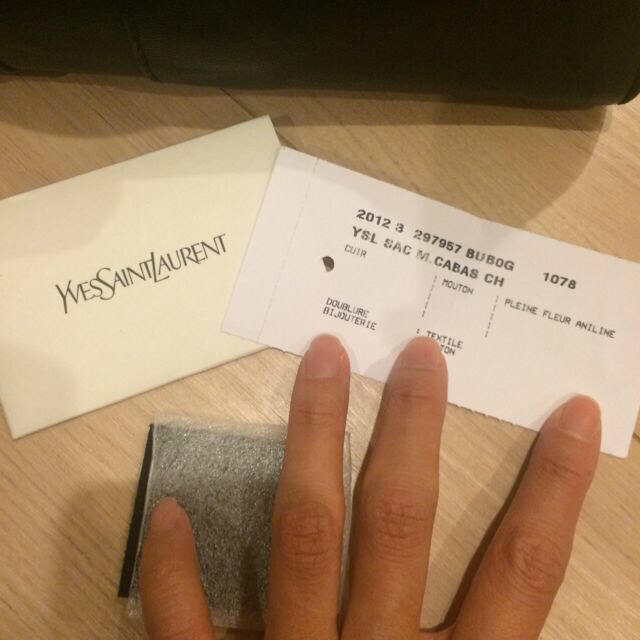 YVESSAINTLAURENT
2012 3 297957 BUB0G 1078
YSL SAC M.CABAS CH
CUIR MOUTON PLEINE FLEUR ANILINE
DOUBLURE TEXTILE
BIJOUTERIE